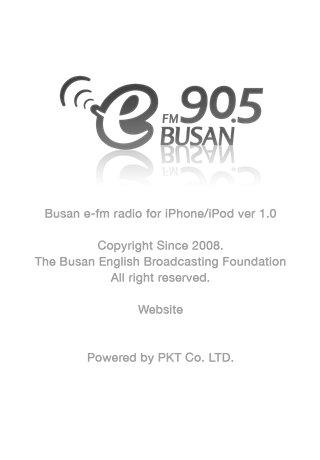 e FM 90.5
BUSAN
Busan e-fm radio for iPhone/iPod ver 1.0
Copyright Since 2008.
The Busan English Broadcasting Foundation
All right reserved.
Website
Powered by PKT Co. LTD.